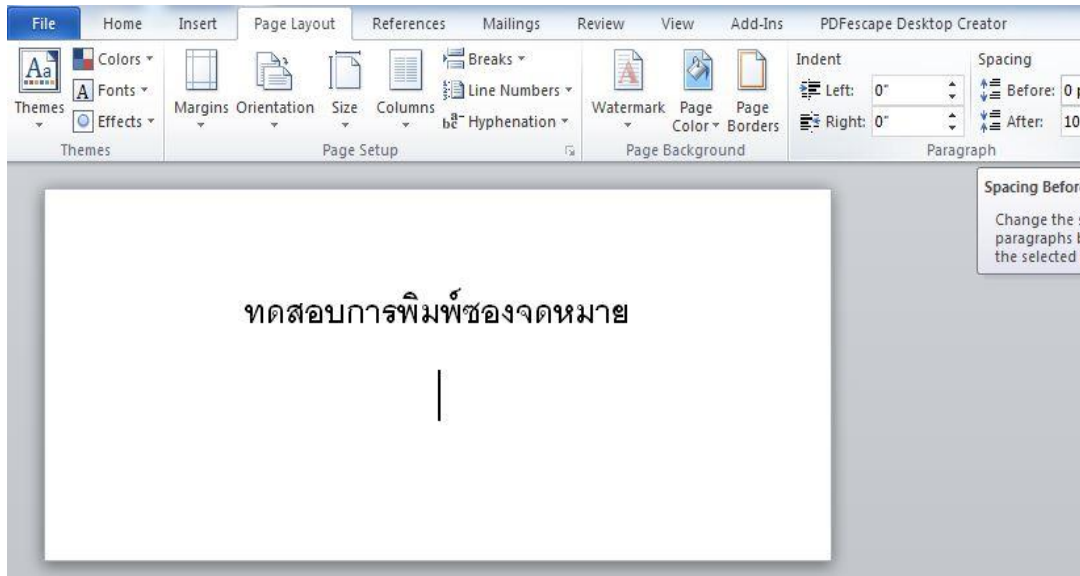 File Home Insert Page Layout References Mailings Review View Add-Ins PDFescape Desktop Creator
Colors Breaks Indent Spacing
Aa
A Fonts Line Numbers Left: 0" Before: 0 p
Themes Margins Orientation Size Columns Watermark Page Color Page Borders
Effects Hyphenation Right: 0" After: 10
Themes Page Setup Page Background Paragraph
Spacing Before
Change the s
paragraphs b
the selected
ทดสอบการพิมพ์ซองจดหมาย